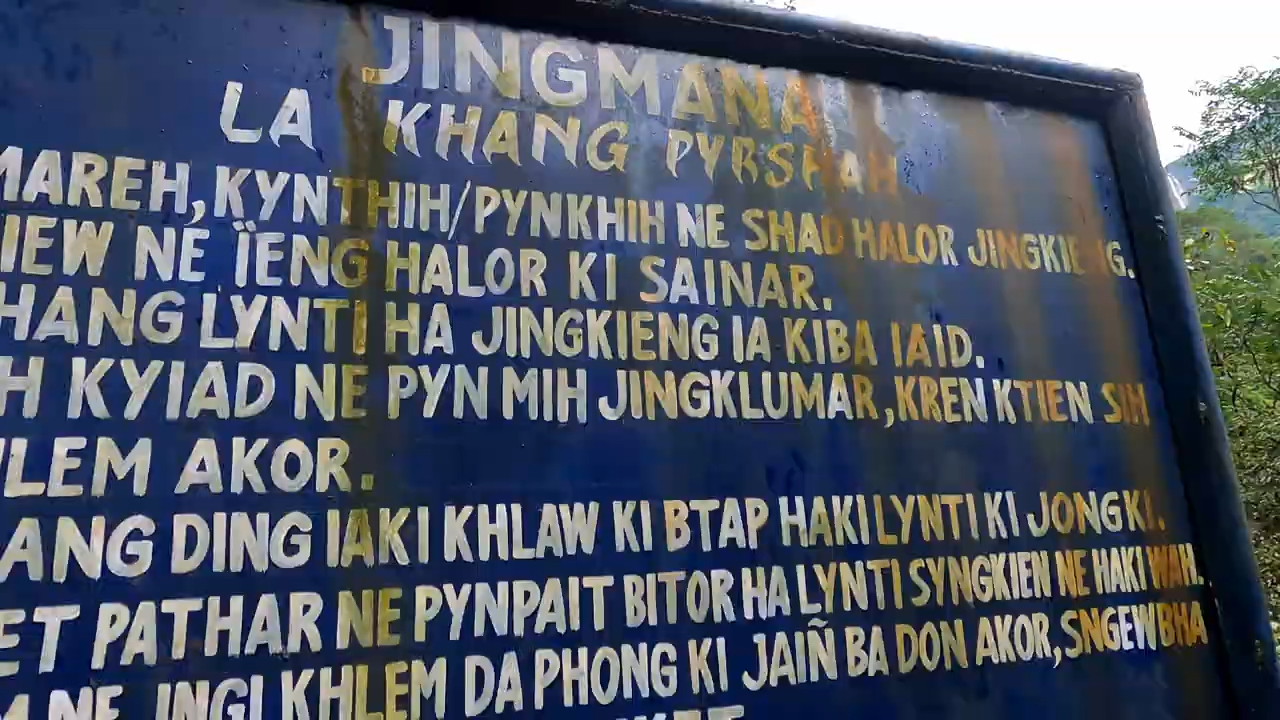 JINGMANA
LA KHANG PYRSHAH
MAREH, KYNTHIH/PYNKHIH NE SHAD HALOR JINGKIENG.
IEW NE ÏENG HALOR KI SAINAR.
HANG LYNTI HA JINGKIENG IA KIBA IAID.
H KYIAD NE PYN MIH JINGKLUMAR, KREN KTIEN SIH
LEM AKOR.
ANG DING IAKI KHLAW KI BTAP HAKI LYNTI KI JONGKI.
ET PATHAR NE PYNPAIT BITOR HA LYNTI SYNGKIEN NE HAKI WAH.
NE JNGI KHLEM DA PHONG KI JAIÑ BA DON AKOR, SNGEWBHA